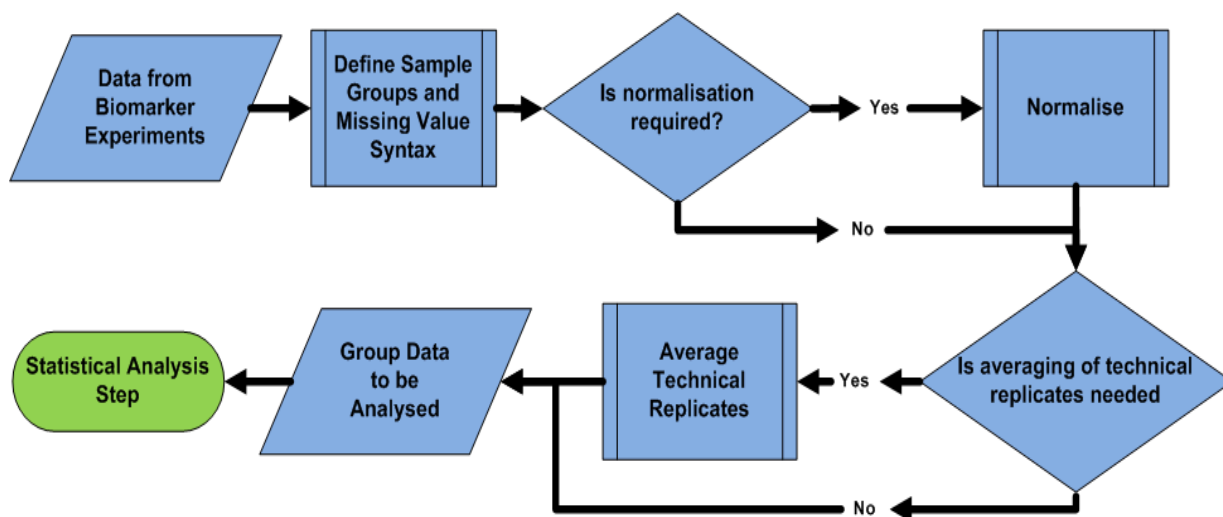 Data from
Biomarker
Experiments
Define Sample
Groups and
Missing Value
Syntax
Is normalisation
required?
Yes
Normalise
No
Is averaging of technical
replicates needed
Yes
Average
Technical
Replicates
No
Group Data
to be
Analysed
Statistical Analysis
Step